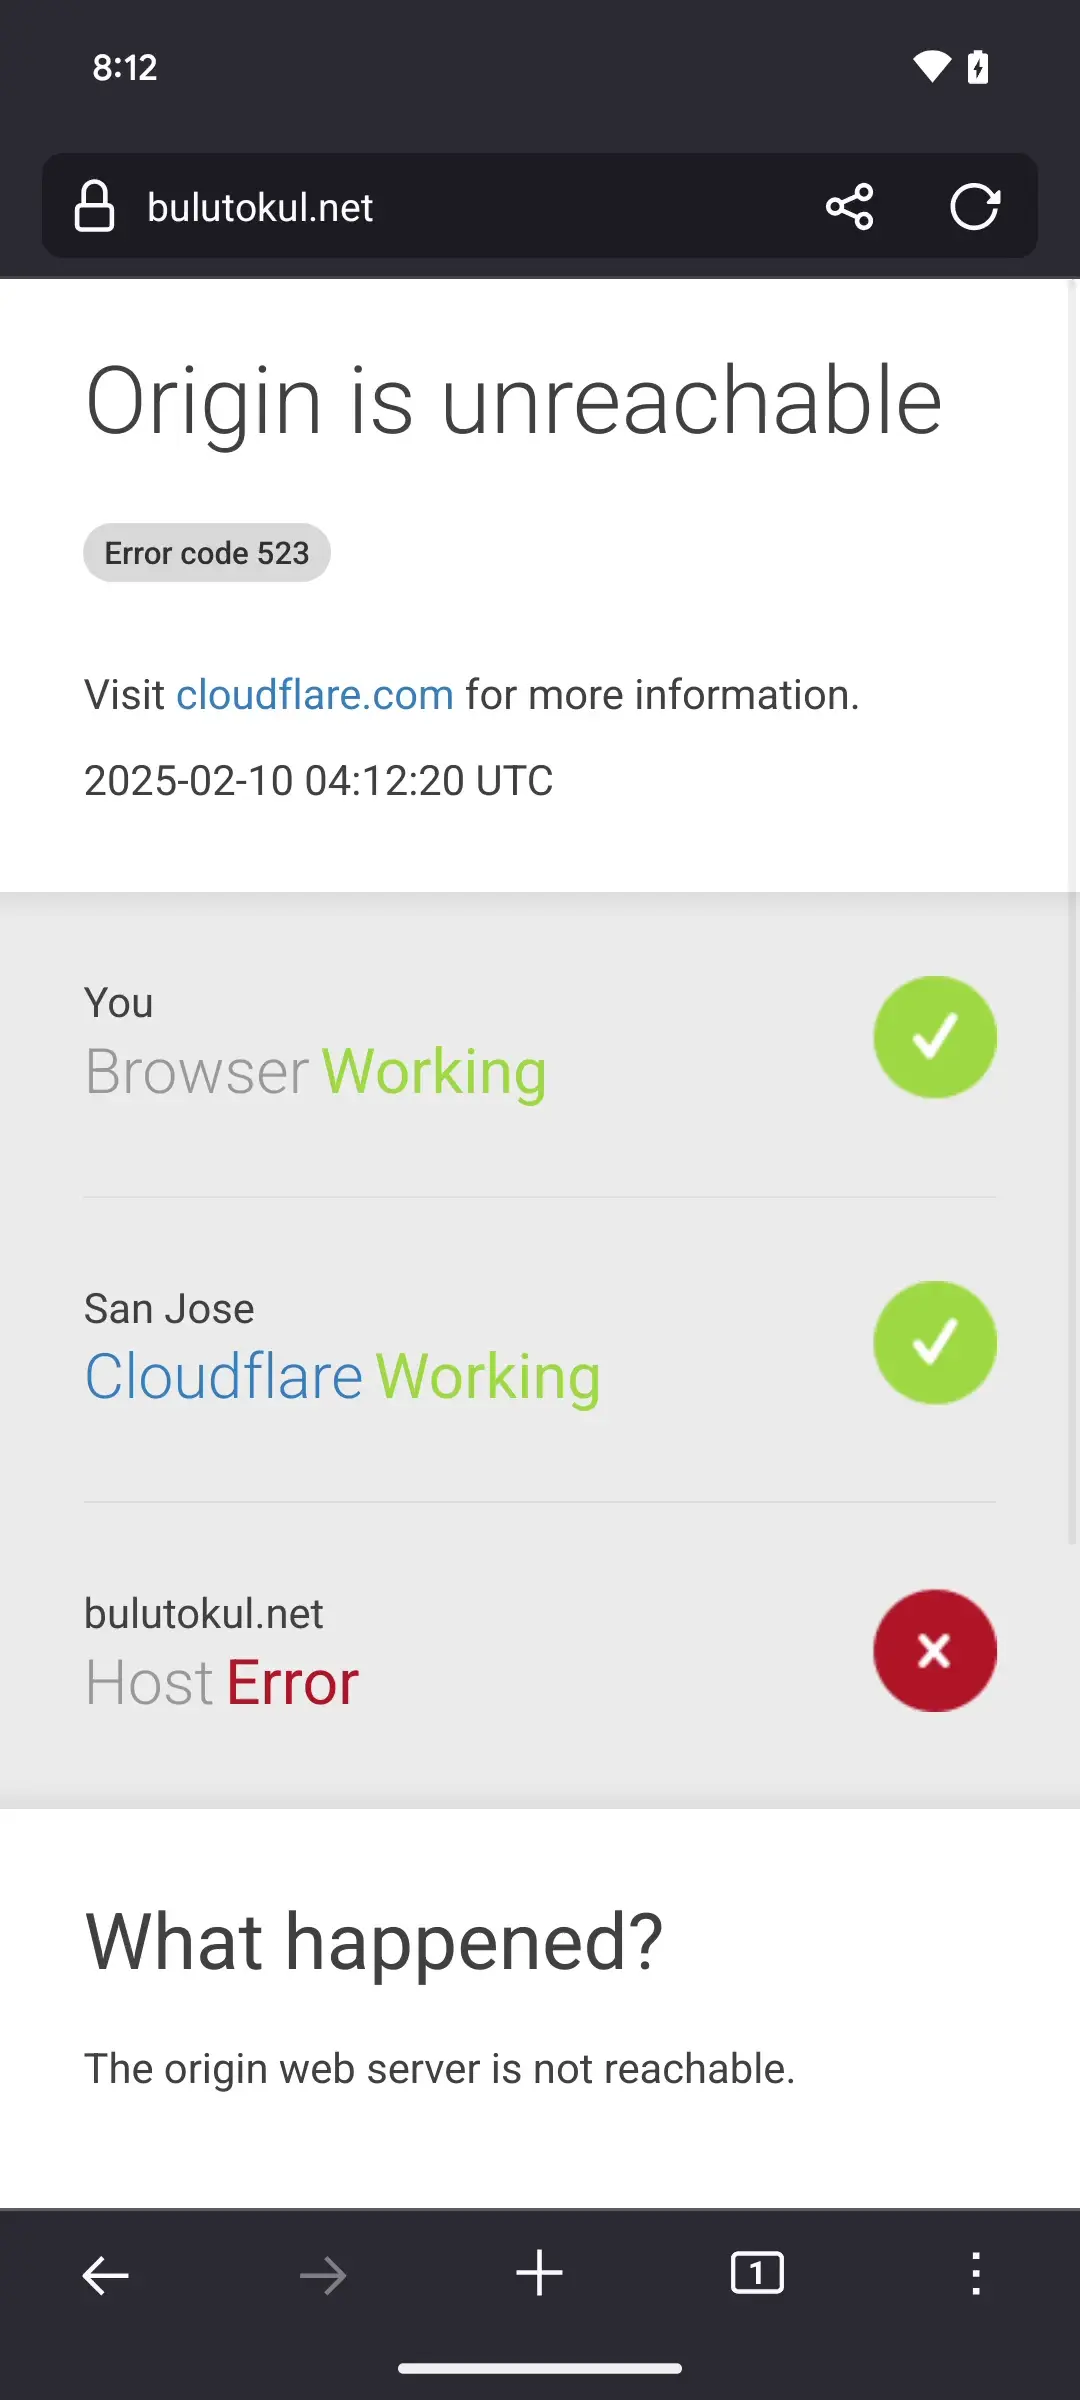 8:12
bulutokul.net
Origin is unreachable
Error code 523
Visit cloudflare.com for more information.
2025-02-10 04:12:20 UTC
You
Browser Working
San Jose
Cloudflare Working
bulutokul.net
Host Error
What happened?
The origin web server is not reachable.
1